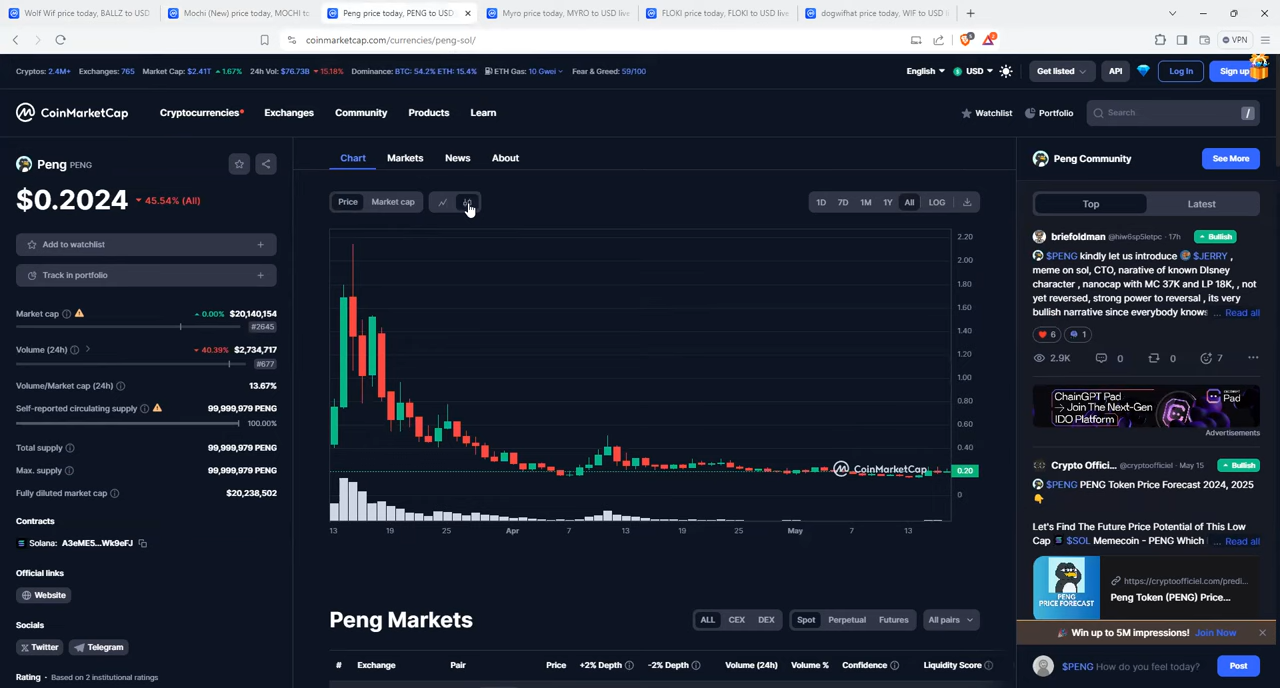 Wolf Wif price today, BALLZ to USD
Mochi (New) price today, MOCHI to
Peng price today, PENG to USD
Myro price today, MYRO to USD live
FLOKI price today, FLOKI to USD live
dogwifhat price today, WIF to USD
coinmarketcap.com/currencies/peng-sol/
VPN
Cryptos: 2.4M+ Exchanges: 765 Market Cap: $2.41T 1.67% 24h Vol: $76.73B 15.18% Dominance: BTC: 54.2% ETH: 15.4% ETH Gas: 10 Gwei Fear & Greed: 59/100
English USD Get listed API Log In Sign up
CoinMarketCap Cryptocurrencies Exchanges Community Products Learn
Watchlist Portfolio Search /
Peng PENG
$0.2024 45.54% (All)
Add to watchlist +
Track in portfolio +
Market cap 0.00% $20,140,154
#2645
Volume (24h) 40.39% $2,734,717
#677
Volume/Market cap (24h) 13.67%
Self-reported circulating supply 99,999,979 PENG
100.00%
Total supply 99,999,979 PENG
Max. supply 99,999,979 PENG
Fully diluted market cap $20,238,502
Contracts
Solana: A3eME5...Wk9eFJ
Official links
Website
Socials
Twitter Telegram
Rating · Based on 2 institutional ratings
Chart Markets News About
Price Market cap
1D 7D 1M 1Y All LOG
2.20
2.00
1.80
1.60
1.40
1.20
1.00
0.80
0.60
0.40
0.20
0
CoinMarketCap
13 19 25 Apr 7 13 19 25 May 7 13
Peng Markets
ALL CEX DEX Spot Perpetual Futures All pairs
# Exchange Pair Price +2% Depth -2% Depth Volume (24h) Volume % Confidence Liquidity Score
Peng Community See More
Top Latest
briefoldman @hiw6sp5letpc · 17h Bullish
$PENG kindly let us introduce $JERRY ,
meme on sol, CTO, narative of known DIsney
character , nanocap with MC 37K and LP 18K, , not
yet reversed, strong power to reversal , its very
bullish narrative since everybody knows ... Read all
6 1
2.9K 0 0 7
ChainGPT Pad
→ Join The Next-Gen
IDO Platform
Pad
Advertisements
Crypto Offici... @cryptoofficiel · May 15 Bullish
$PENG PENG Token Price Forecast 2024, 2025
Let's Find The Future Price Potential of This Low
Cap $SOL Memecoin - PENG Which ... Read all
PENG
PRICE FORECAST
https://cryptoofficiel.com/predi...
Peng Token (PENG) Price...
Win up to 5M impressions! Join Now
$PENG How do you feel today? Post